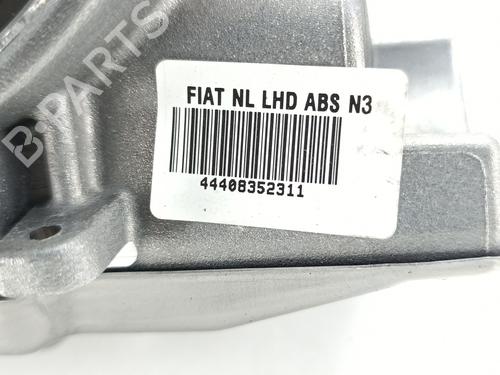 B-PARTS
FIAT NL LHD ABS N3
44408352311